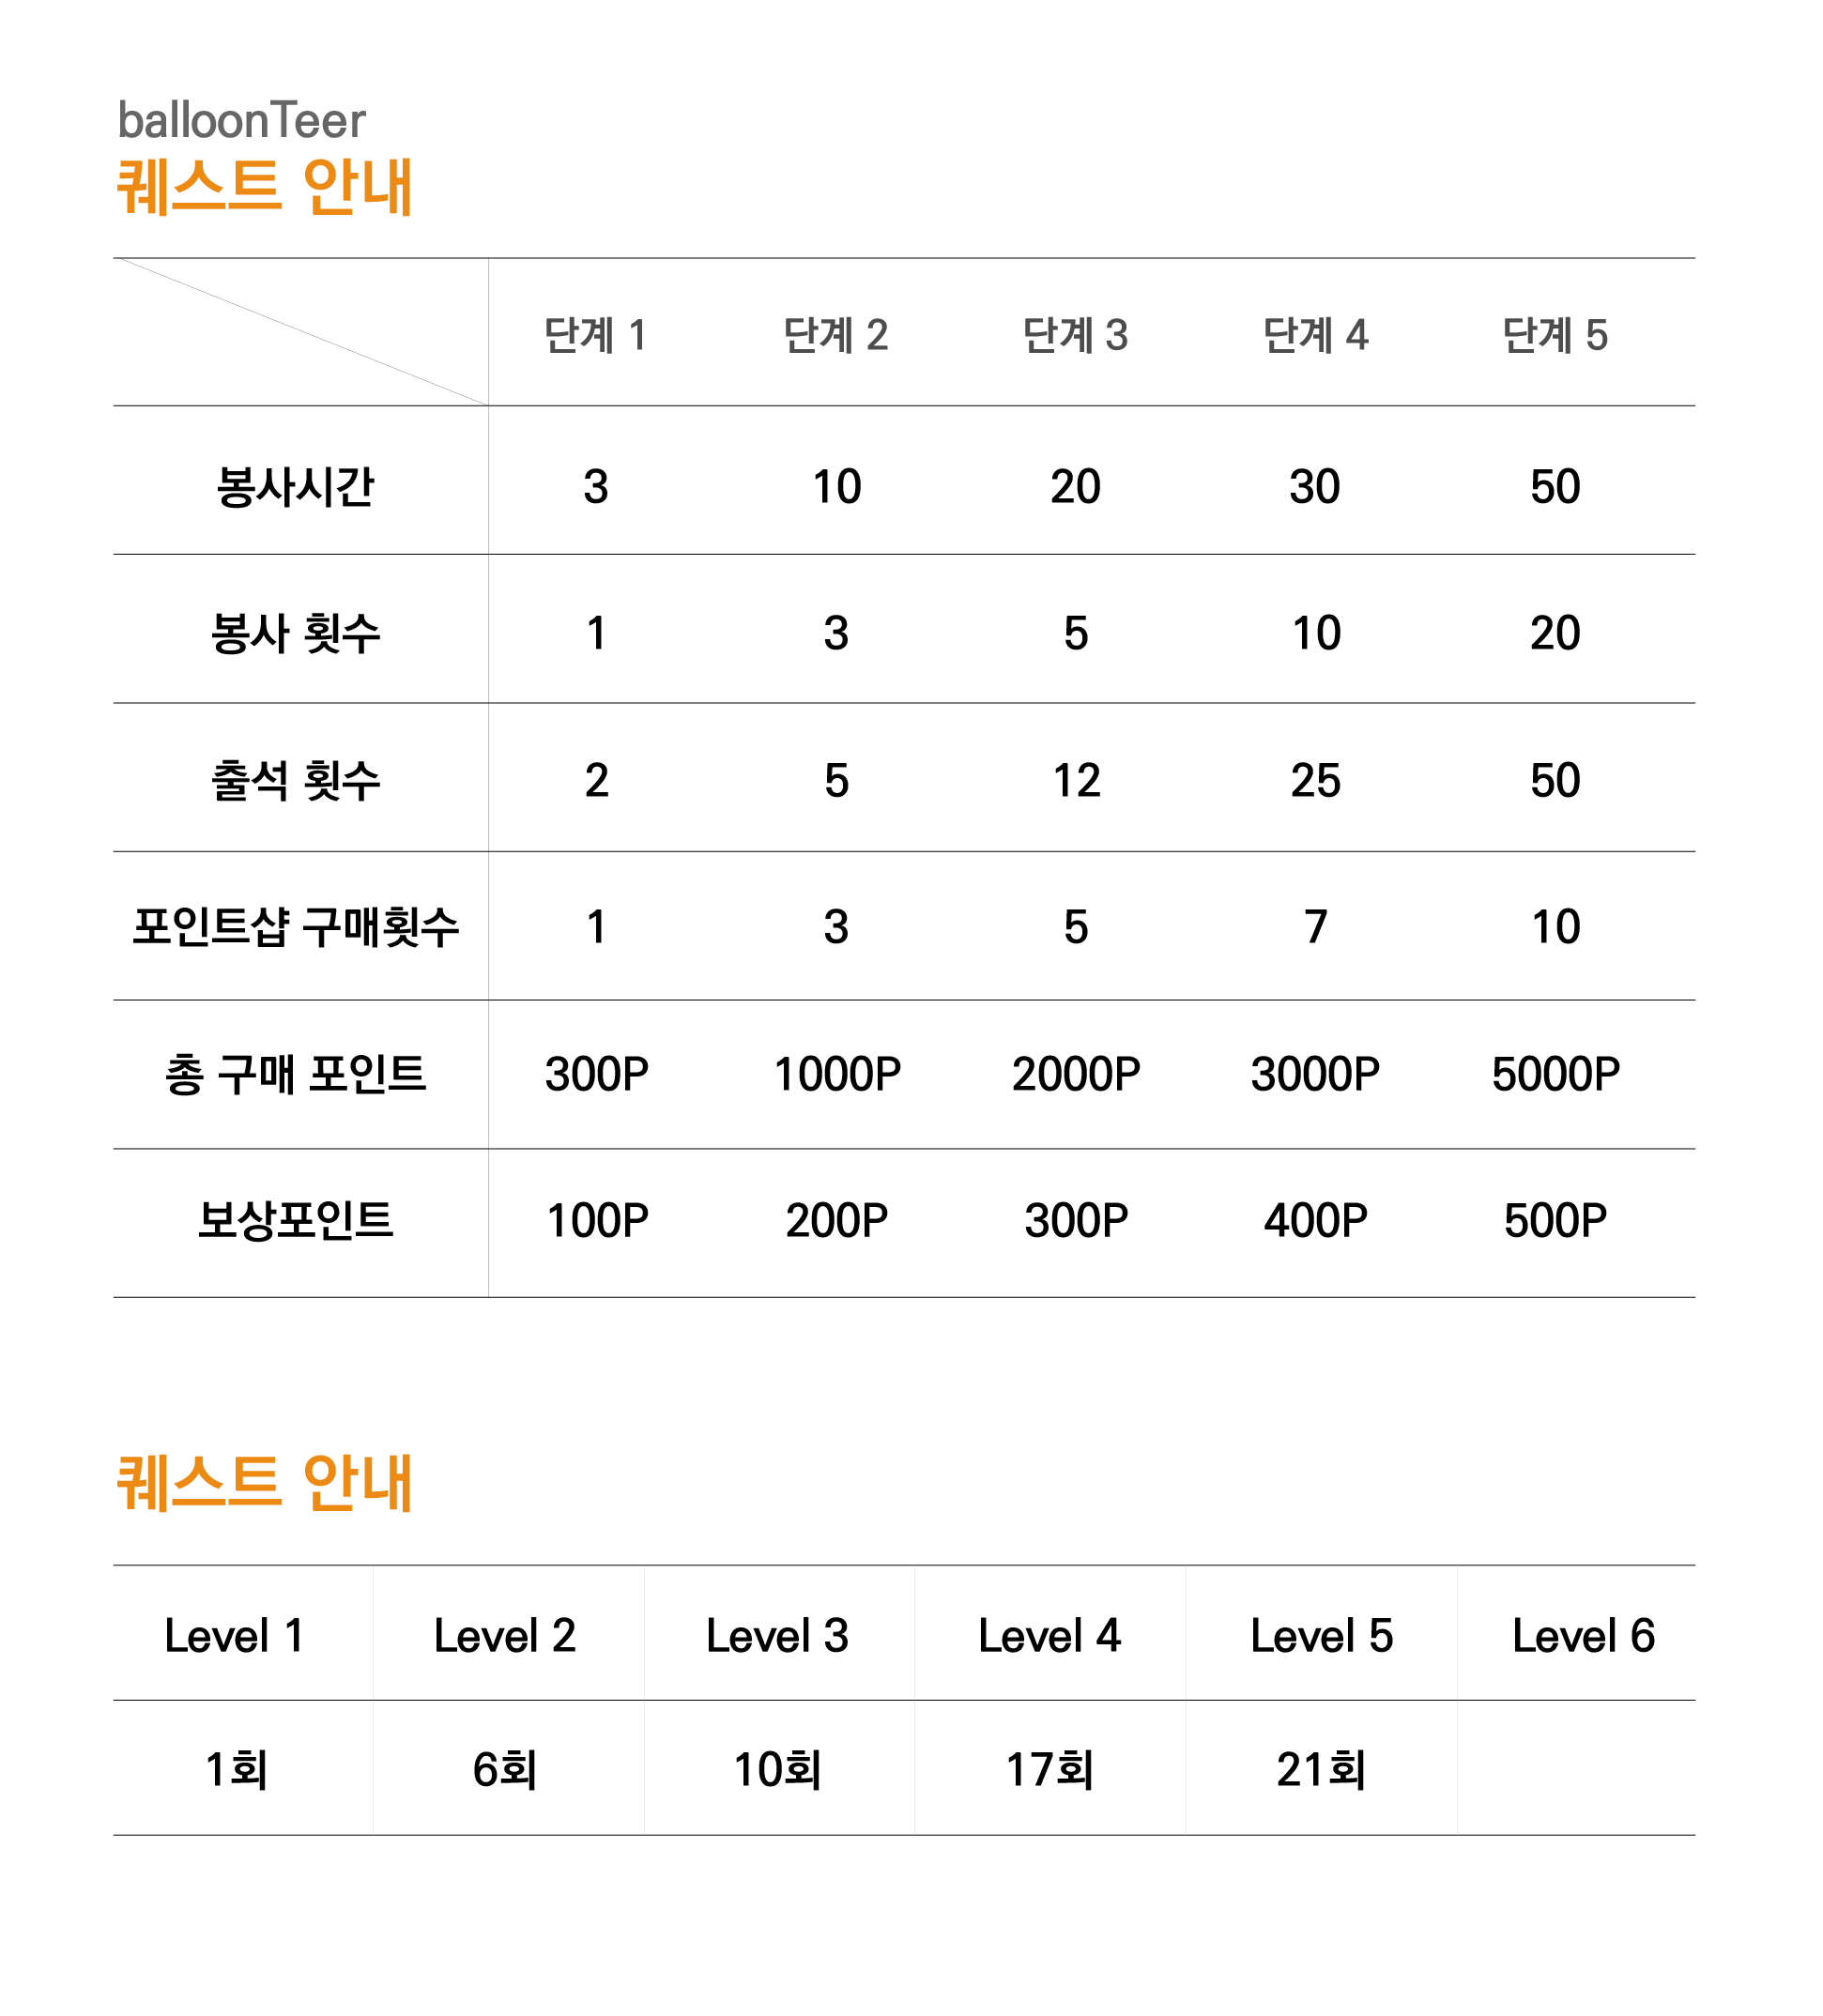 balloonTeer
퀘스트 안내
단계 1 단계 2 단계 3 단계 4 단계 5
봉사시간 3 10 20 30 50
봉사 횟수 1 3 5 10 20
출석 횟수 2 5 12 25 50
포인트샵 구매횟수 1 3 5 7 10
총 구매 포인트 300P 1000P 2000P 3000P 5000P
보상포인트 100P 200P 300P 400P 500P
퀘스트 안내
Level 1 Level 2 Level 3 Level 4 Level 5 Level 6
1회 6회 10회 17회 21회